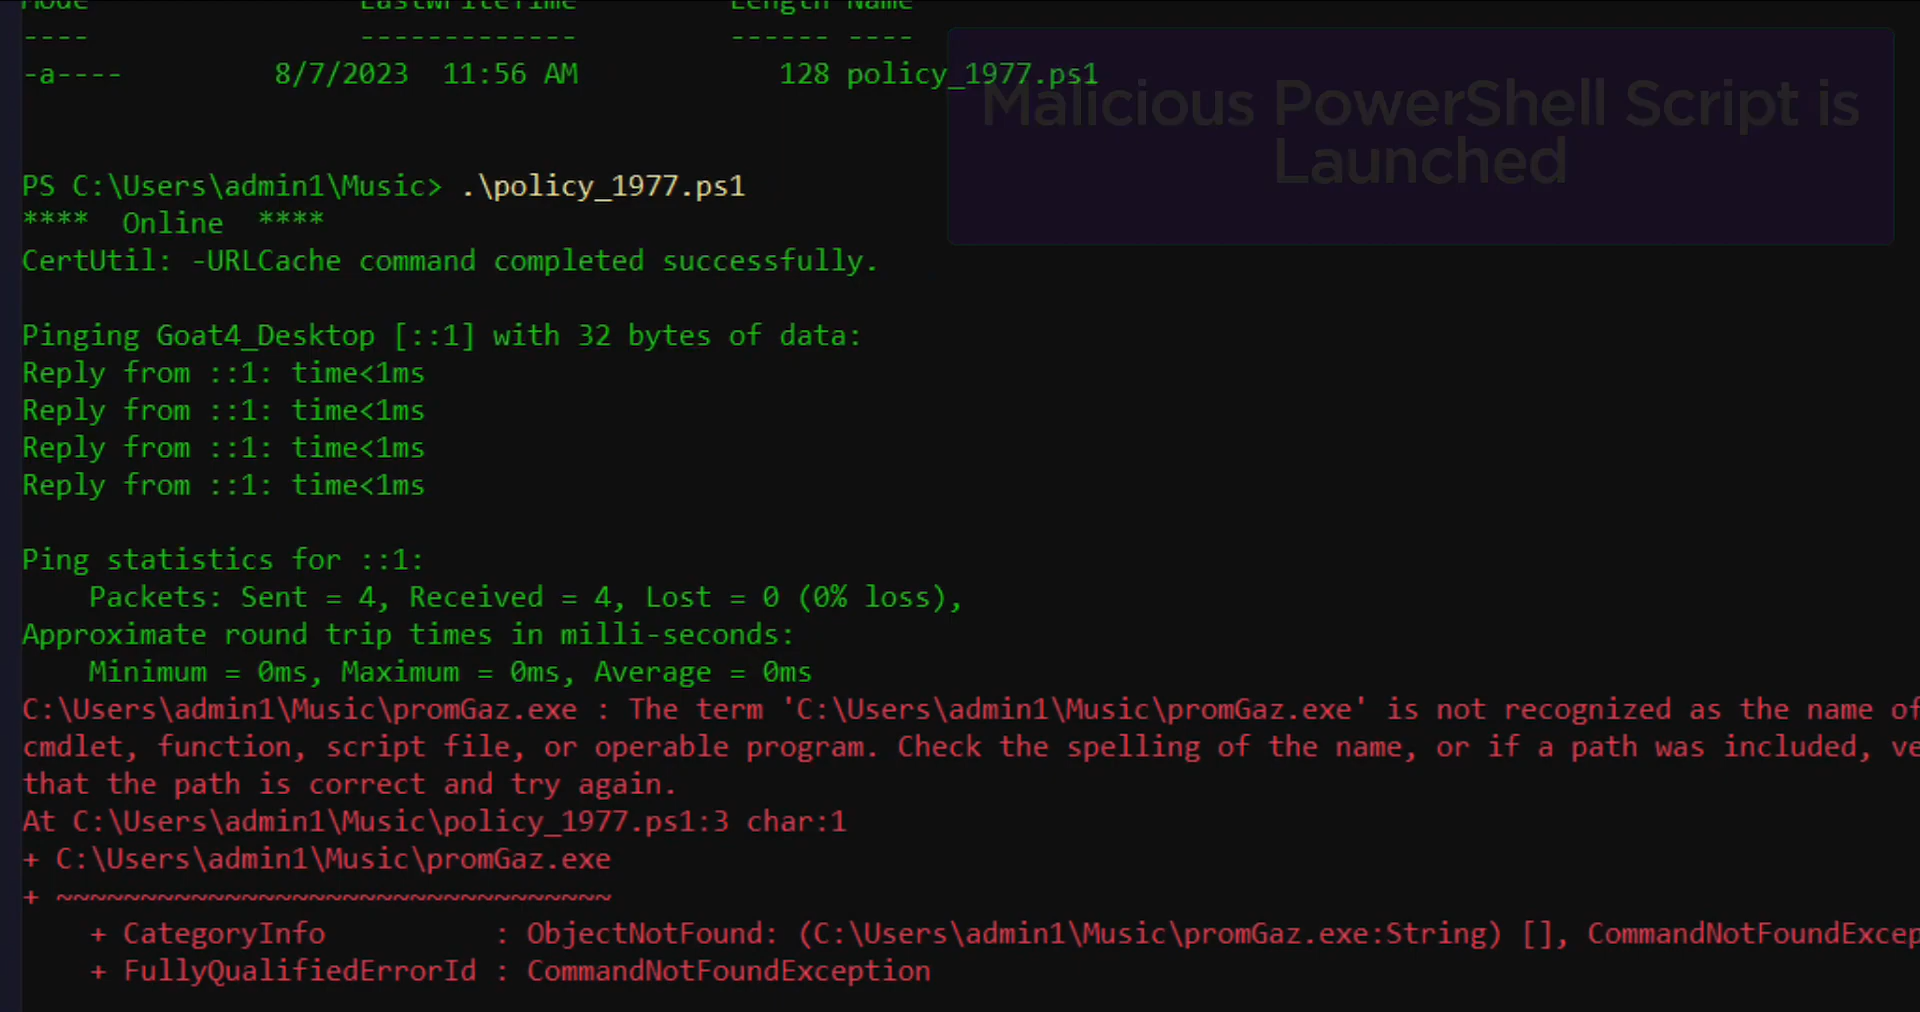 Mode LastWriteTime Length Name
---- ------------- ------ ----
-a---- 8/7/2023 11:56 AM 128 policy_1977.ps1
Malicious PowerShell Script is
Launched
PS C:\Users\admin1\Music> .\policy_1977.ps1
**** Online ****
CertUtil: -URLCache command completed successfully.
Pinging Goat4_Desktop [::1] with 32 bytes of data:
Reply from ::1: time<1ms
Reply from ::1: time<1ms
Reply from ::1: time<1ms
Reply from ::1: time<1ms
Ping statistics for ::1:
Packets: Sent = 4, Received = 4, Lost = 0 (0% loss),
Approximate round trip times in milli-seconds:
Minimum = 0ms, Maximum = 0ms, Average = 0ms
C:\Users\admin1\Music\promGaz.exe : The term 'C:\Users\admin1\Music\promGaz.exe' is not recognized as the name of
cmdlet, function, script file, or operable program. Check the spelling of the name, or if a path was included, ve
that the path is correct and try again.
At C:\Users\admin1\Music\policy_1977.ps1:3 char:1
+ C:\Users\admin1\Music\promGaz.exe
+ ~~~~~~~~~~~~~~~~~~~~~~~~~~~~~~~~~
+ CategoryInfo : ObjectNotFound: (C:\Users\admin1\Music\promGaz.exe:String) [], CommandNotFoundExcep
+ FullyQualifiedErrorId : CommandNotFoundException